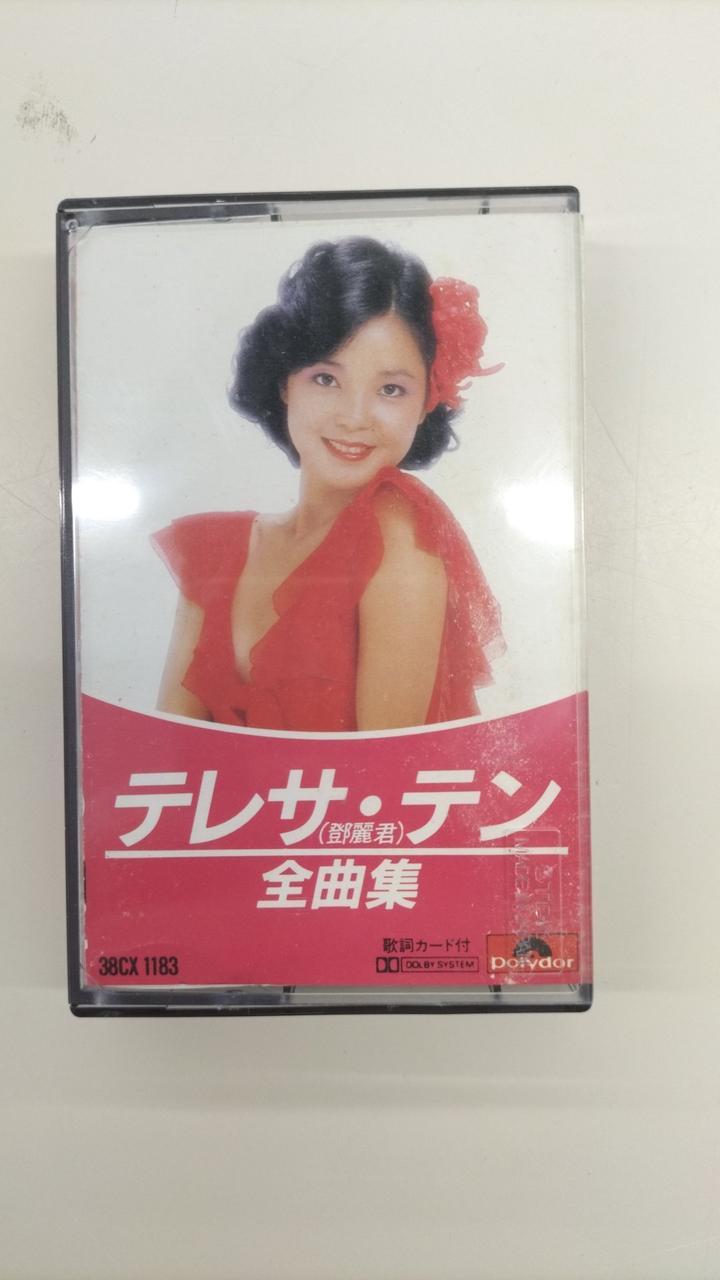 テレサ・テン
(鄧麗君)
全曲集
歌詞カード付
38CX 1183
DOLBY SYSTEM
polydor